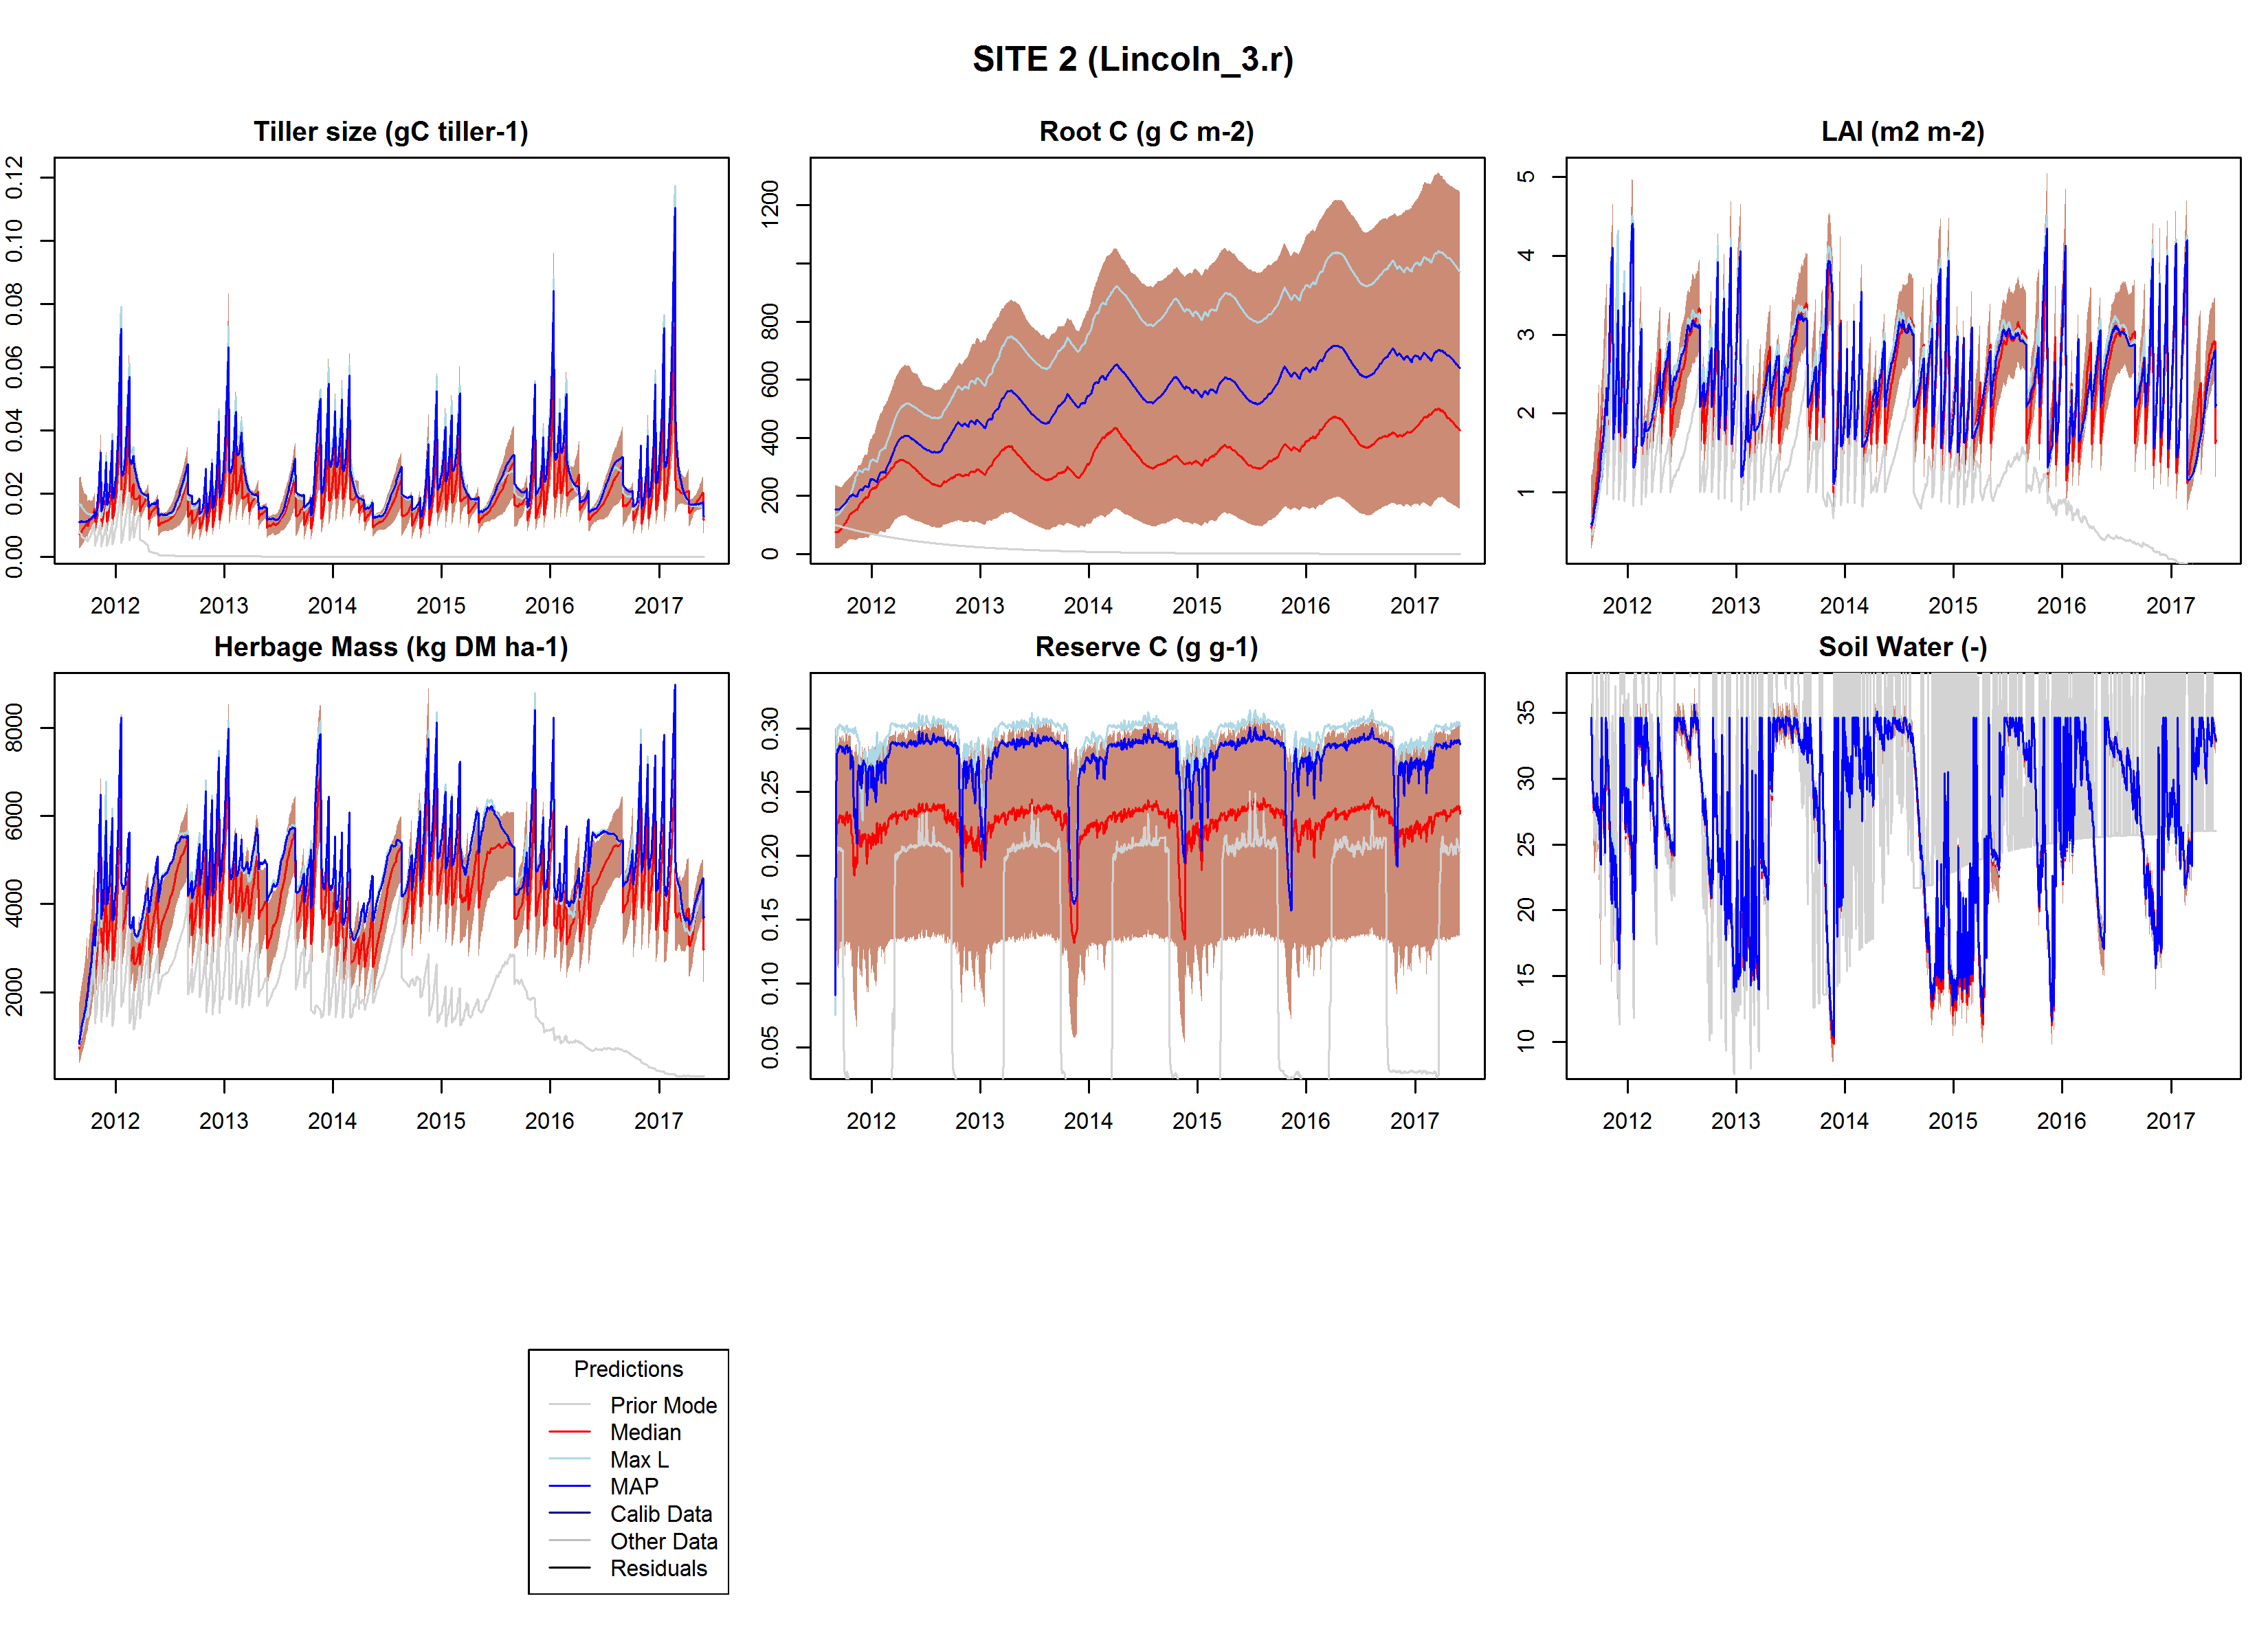 SITE 2 (Lincoln_3.r)
Tiller size (gC tiller-1)
0.00 0.02 0.04 0.06 0.08 0.10 0.12
2012 2013 2014 2015 2016 2017
Root C (g C m-2)
0 200 400 600 800 1200
2012 2013 2014 2015 2016 2017
LAI (m2 m-2)
1 2 3 4 5
2012 2013 2014 2015 2016 2017
Herbage Mass (kg DM ha-1)
2000 4000 6000 8000
2012 2013 2014 2015 2016 2017
Reserve C (g g-1)
0.05 0.10 0.15 0.20 0.25 0.30
2012 2013 2014 2015 2016 2017
Soil Water (-)
10 15 20 25 30 35
2012 2013 2014 2015 2016 2017
Predictions
Prior Mode
Median
Max L
MAP
Calib Data
Other Data
Residuals